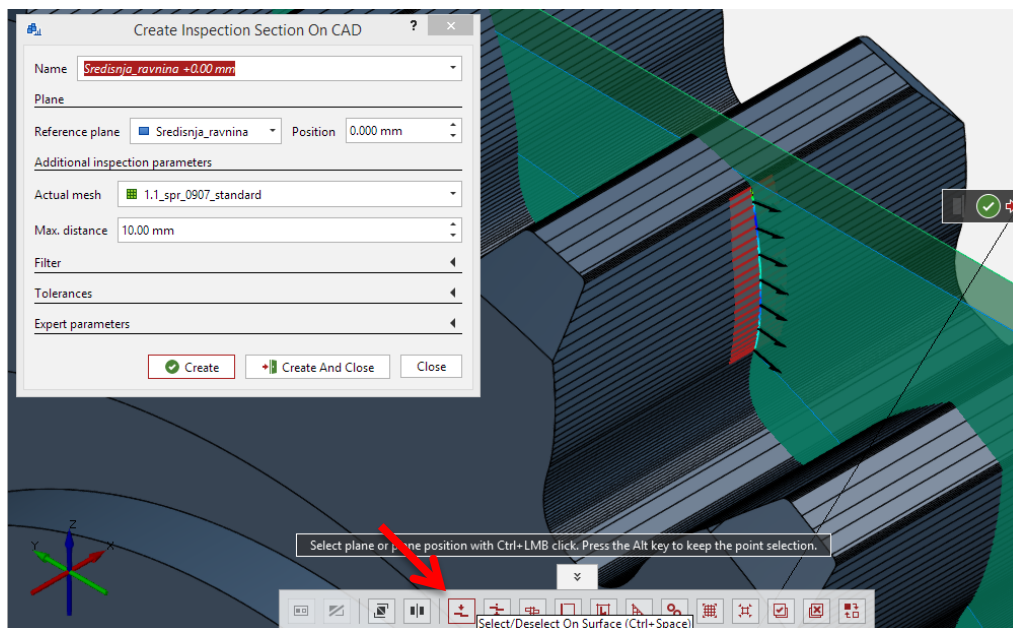 Create Inspection Section On CAD
?
Name Sredisnja_ravnina +0.00 mm
Plane
Reference plane Sredisnja_ravnina Position 0.000 mm
Additional inspection parameters
Actual mesh 1.1_spr_0907_standard
Max. distance 10.00 mm
Filter
Tolerances
Expert parameters
Create Create And Close Close
Z
Y X
Select plane or plane position with Ctrl+LMB click. Press the Alt key to keep the point selection.
Select/Deselect On Surface (Ctrl+Space)